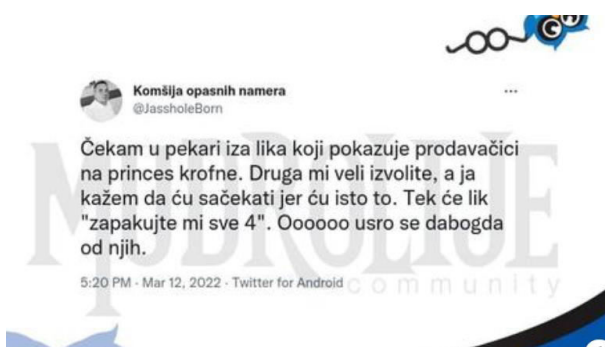 Komšija opasnih namera
@JassholeBorn
Čekam u pekari iza lika koji pokazuje prodavačici
na princes krofne. Druga mi veli izvolite, a ja
kažem da ću sačekati jer ću isto to. Tek će lik
"zapakujte mi sve 4". Oooooo usro se dabogda
od njih.
5:20 PM · Mar 12, 2022 · Twitter for Android
MUDROLIJE
community